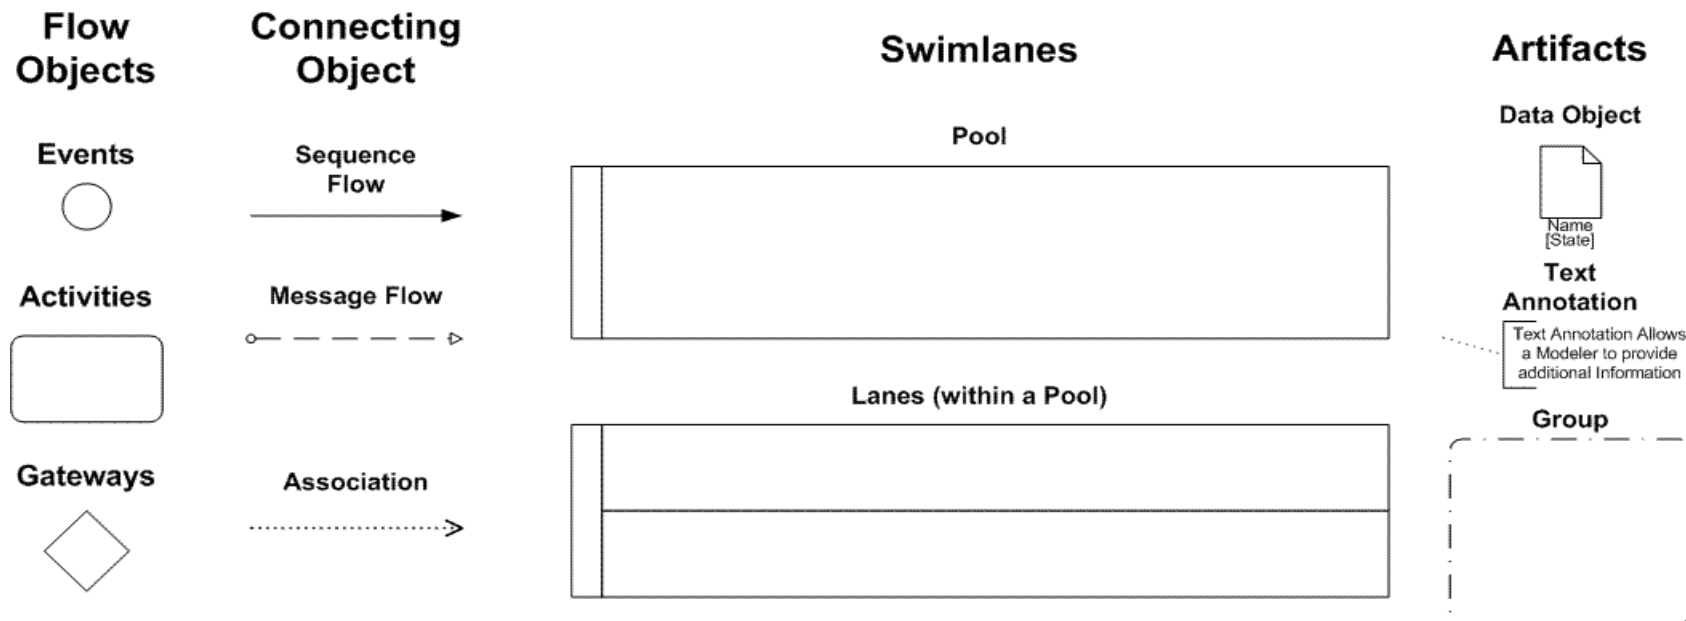 Flow
Objects
Events
Activities
Gateways
Connecting
Object
Sequence
Flow
Message Flow
Association
Swimlanes
Pool
Lanes (within a Pool)
Artifacts
Data Object
Name
[State]
Text
Annotation
Text Annotation Allows
a Modeler to provide
additional Information
Group